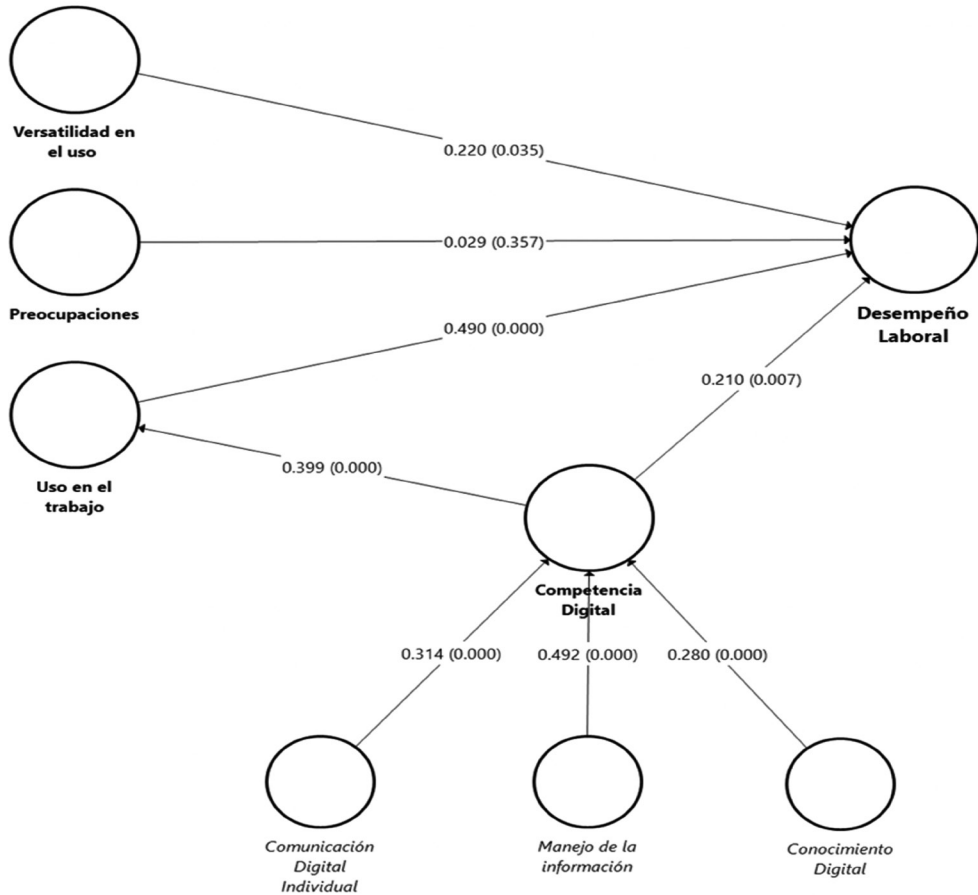 Versatilidad en
el uso
0.220 (0.035)
Preocupaciones
0.029 (0.357)
Desempeño
Laboral
0.490 (0.000)
0.210 (0.007)
Uso en el
trabajo
0.399 (0.000)
Competencia
Digital
0.314 (0.000)
0.492 (0.000)
0.280 (0.000)
Comunicación
Digital
Individual
Manejo de la
información
Conocimiento
Digital